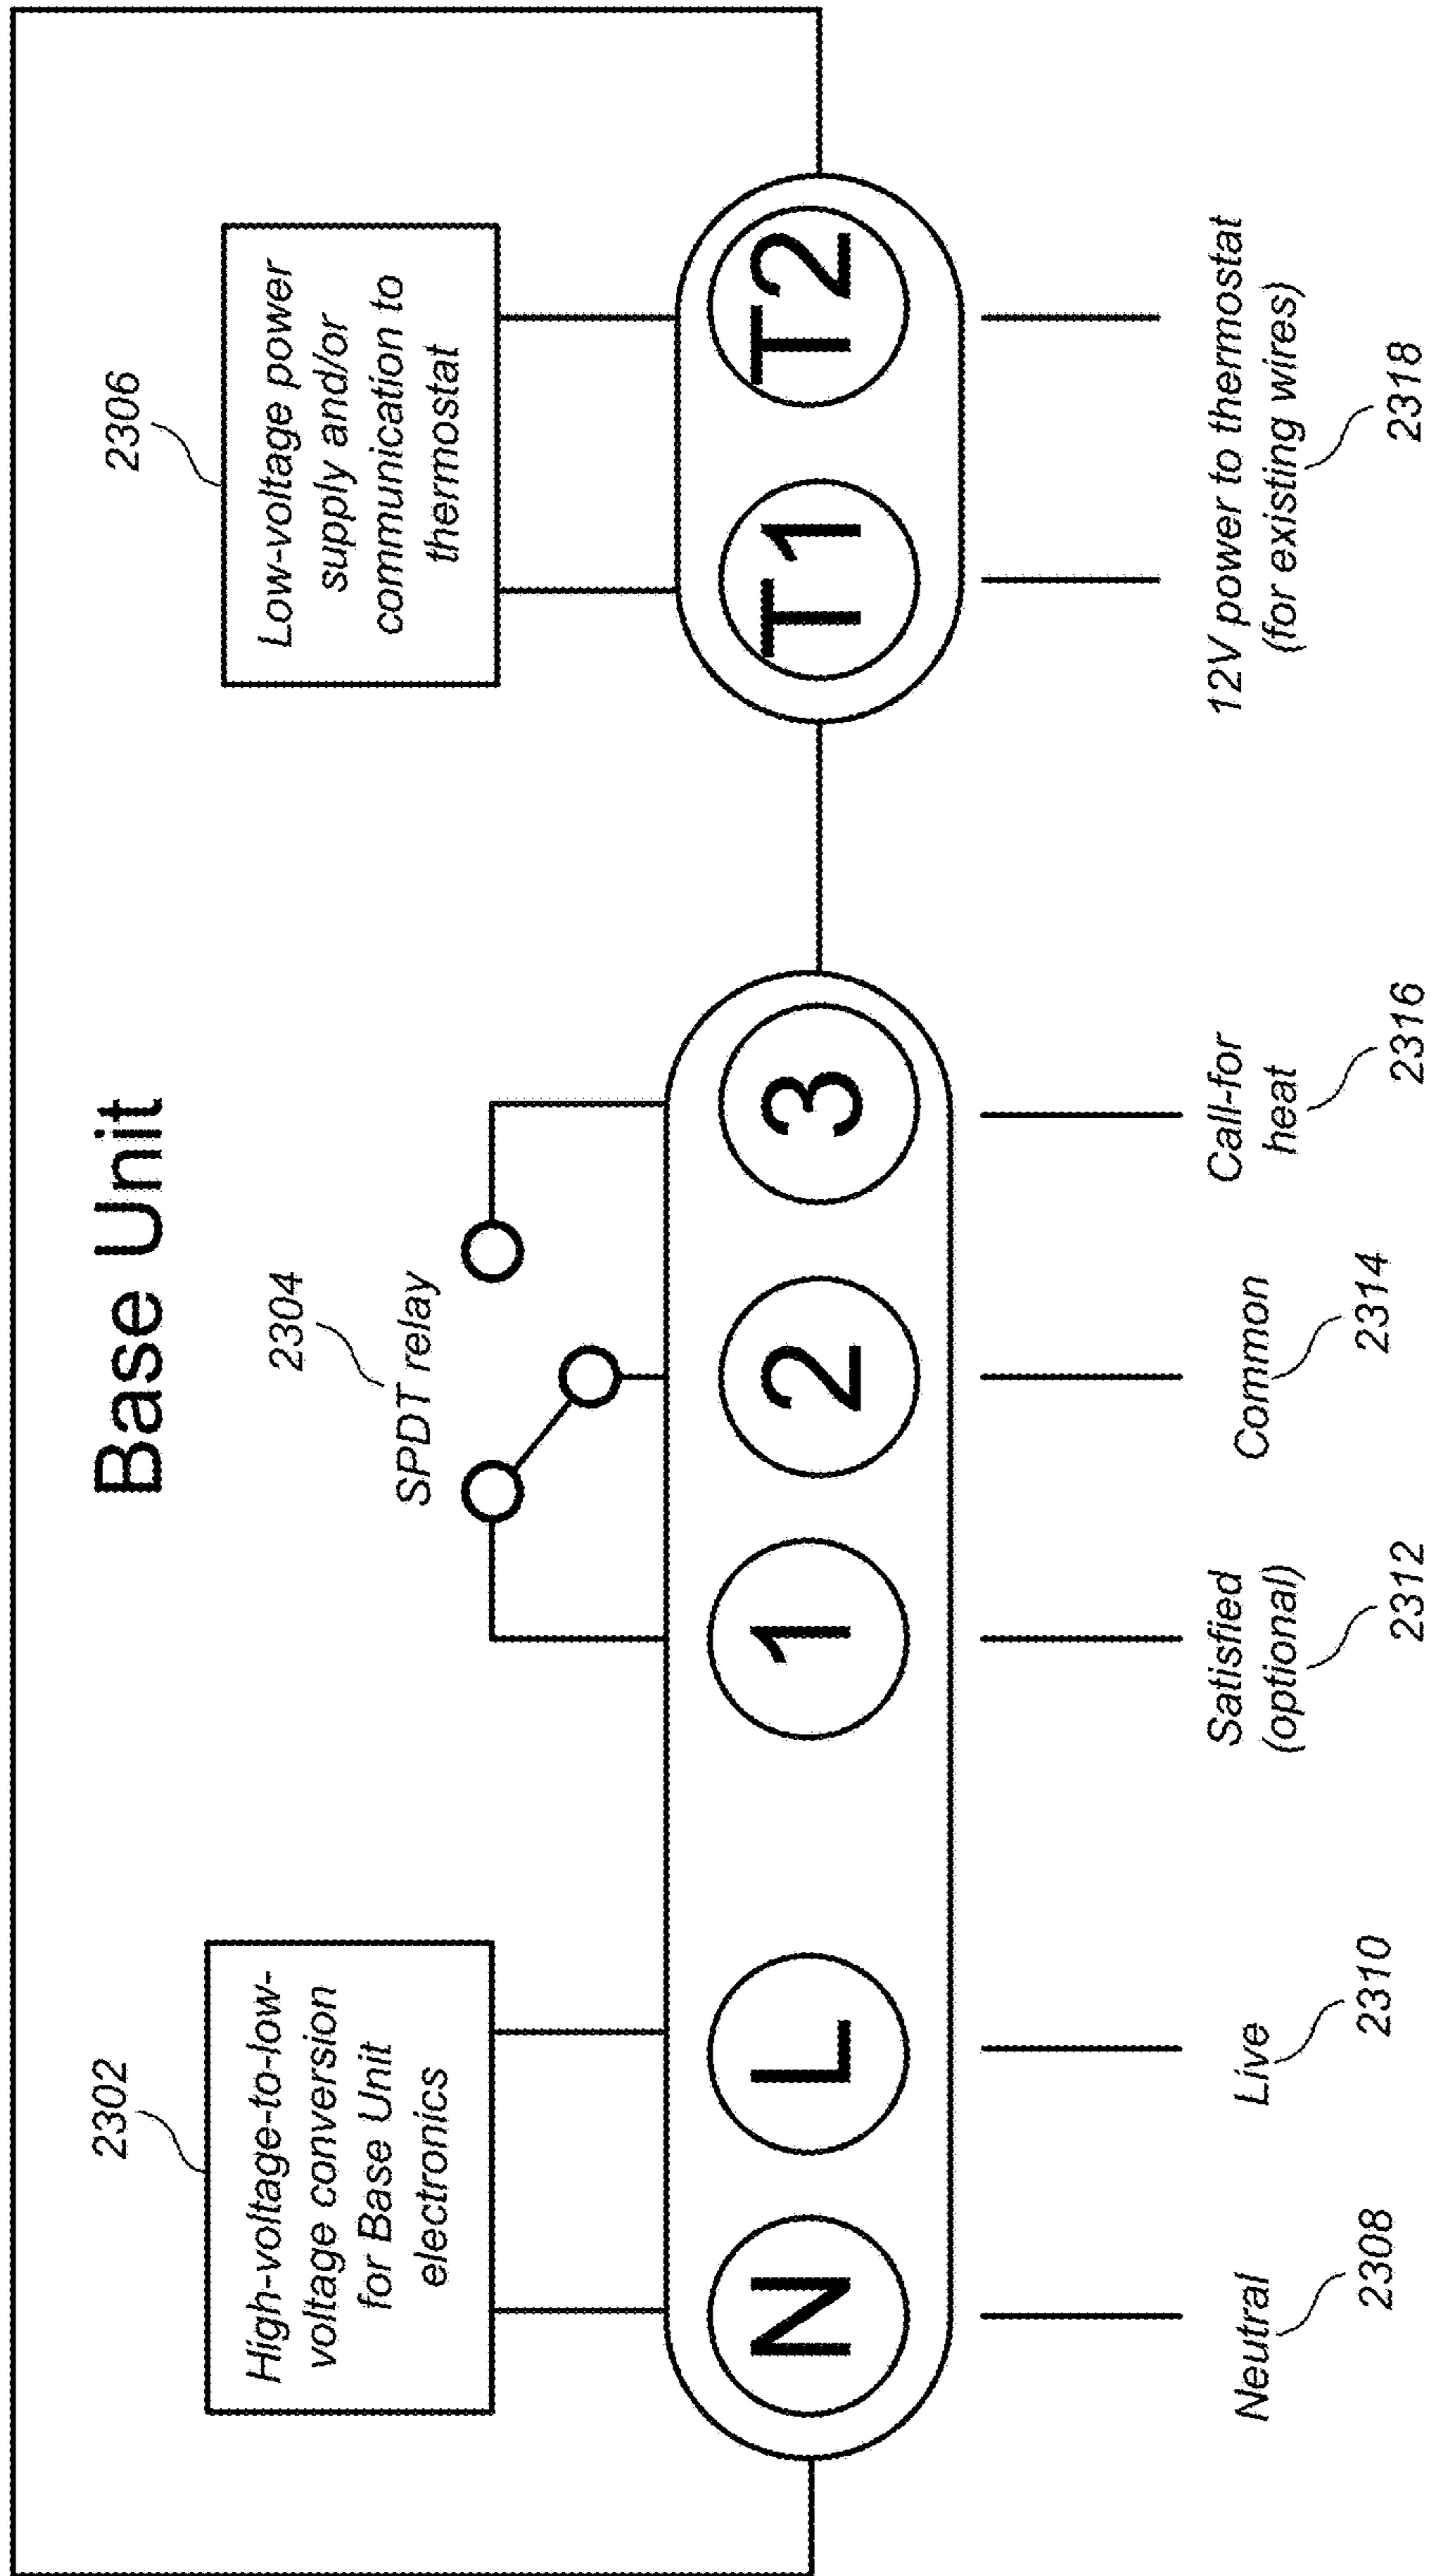 Base Unit
2302
High-voltage-to-low-
voltage conversion
for Base Unit
electronics
2304
SPDT relay
2306
Low-voltage power
supply and/or
communication to
thermostat
N
L
1
2
3
T1
T2
Neutral
2308
Live
2310
Satisfied
(optional)
2312
Common
2314
Call-for
heat
2316
12V power to thermostat
(for existing wires)
2318